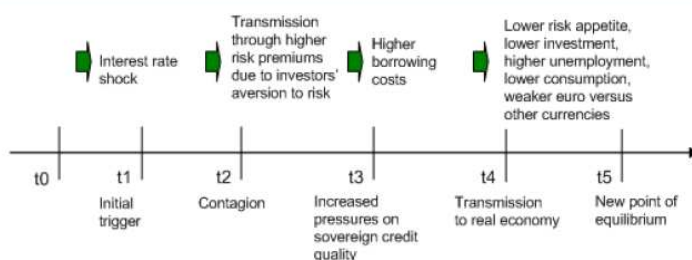 Interest rate
shock
Transmission
through higher
risk premiums
due to investors'
aversion to risk
Higher
borrowing
costs
Lower risk appetite,
lower investment,
higher unemployment,
lower consumption,
weaker euro versus
other currencies
t0
t1
t2
t3
t4
t5
Initial
trigger
Contagion
Increased
pressures on
sovereign credit
quality
Transmission
to real economy
New point of
equilibrium